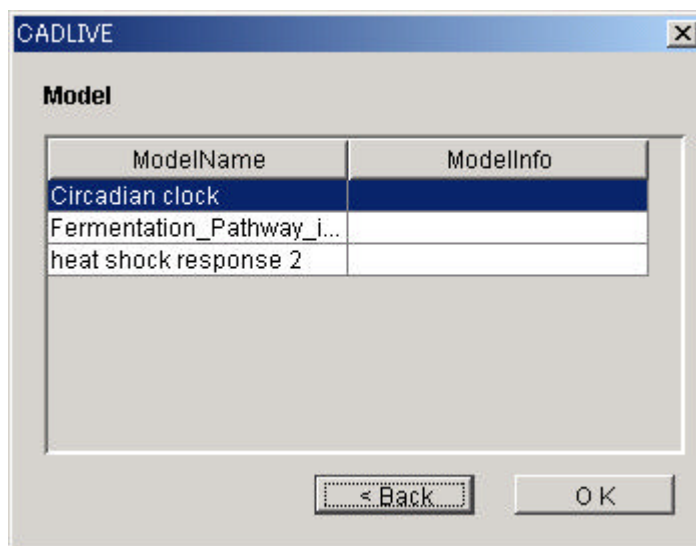 CADLIVE
Model
ModelName ModelInfo
Circadian clock
Fermentation_Pathway_i...
heat shock response 2
< Back OK